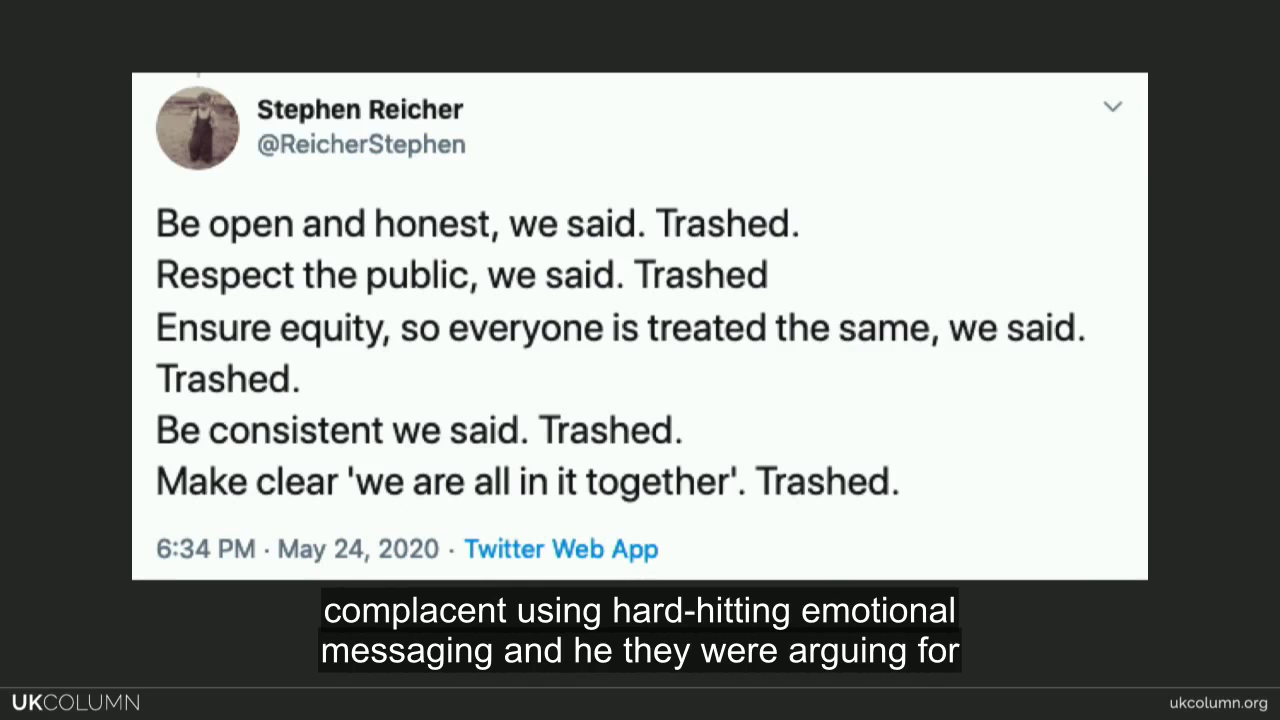 Stephen Reicher
@ReicherStephen
Be open and honest, we said. Trashed.
Respect the public, we said. Trashed
Ensure equity, so everyone is treated the same, we said.
Trashed.
Be consistent we said. Trashed.
Make clear 'we are all in it together'. Trashed.
6:34 PM · May 24, 2020 · Twitter Web App
complacent using hard-hitting emotional
messaging and he they were arguing for
UKCOLUMN
ukcolumn.org